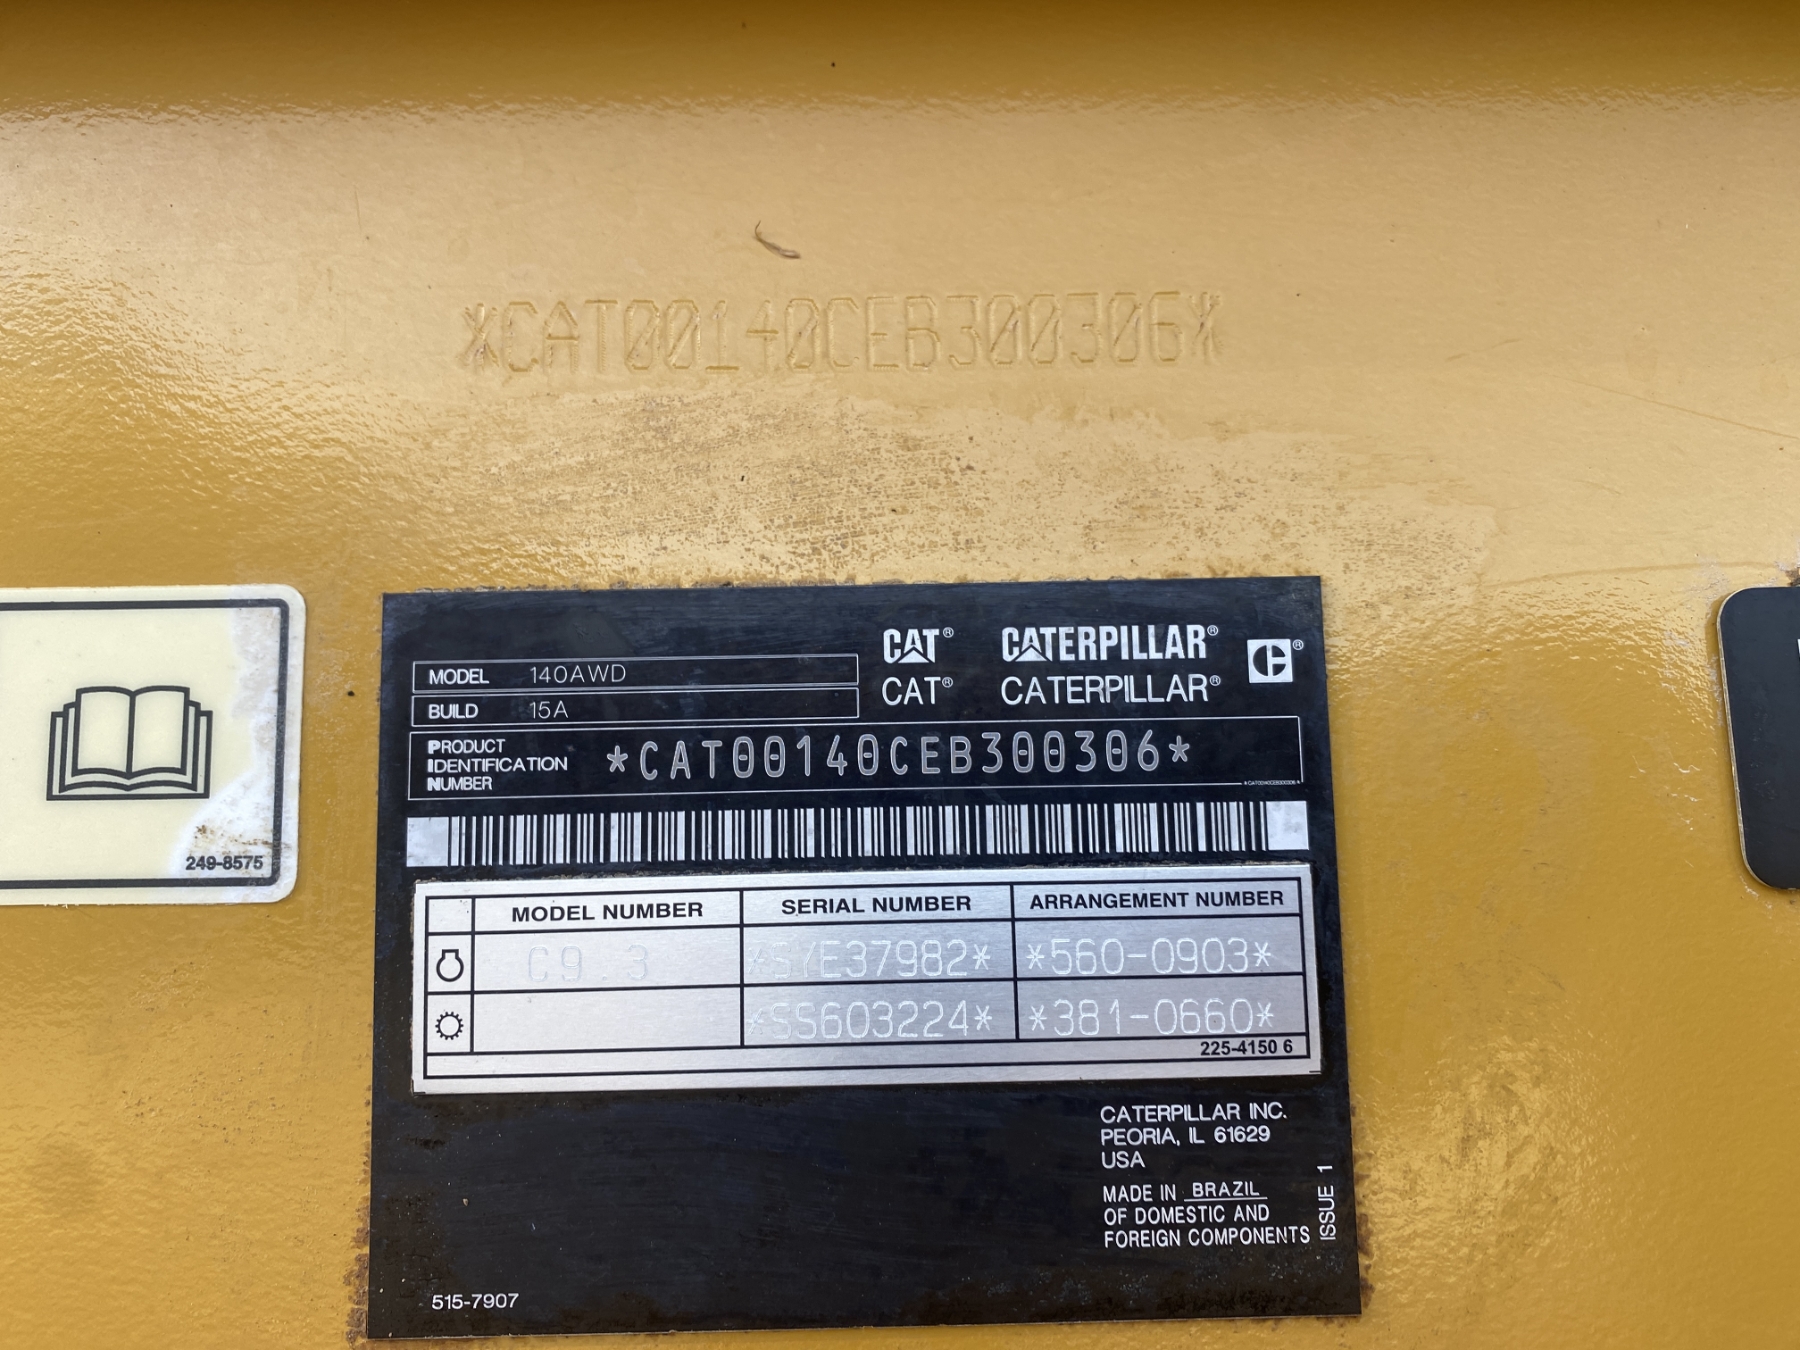 *CAT00140CEB300306*
249-8575
CAT® CATERPILLAR®
CAT® CATERPILLAR®
MODEL 140AWD
BUILD 15A
PRODUCT
IDENTIFICATION
NUMBER
*CAT00140CEB300306*
*CAT00140CEB300306*
MODEL NUMBER SERIAL NUMBER ARRANGEMENT NUMBER
C9.3 *SYE37982* *560-0903*
*SS603224* *381-0660*
225-4150 6
CATERPILLAR INC.
PEORIA, IL 61629
USA
MADE IN BRAZIL
OF DOMESTIC AND
FOREIGN COMPONENTS
ISSUE 1
515-7907